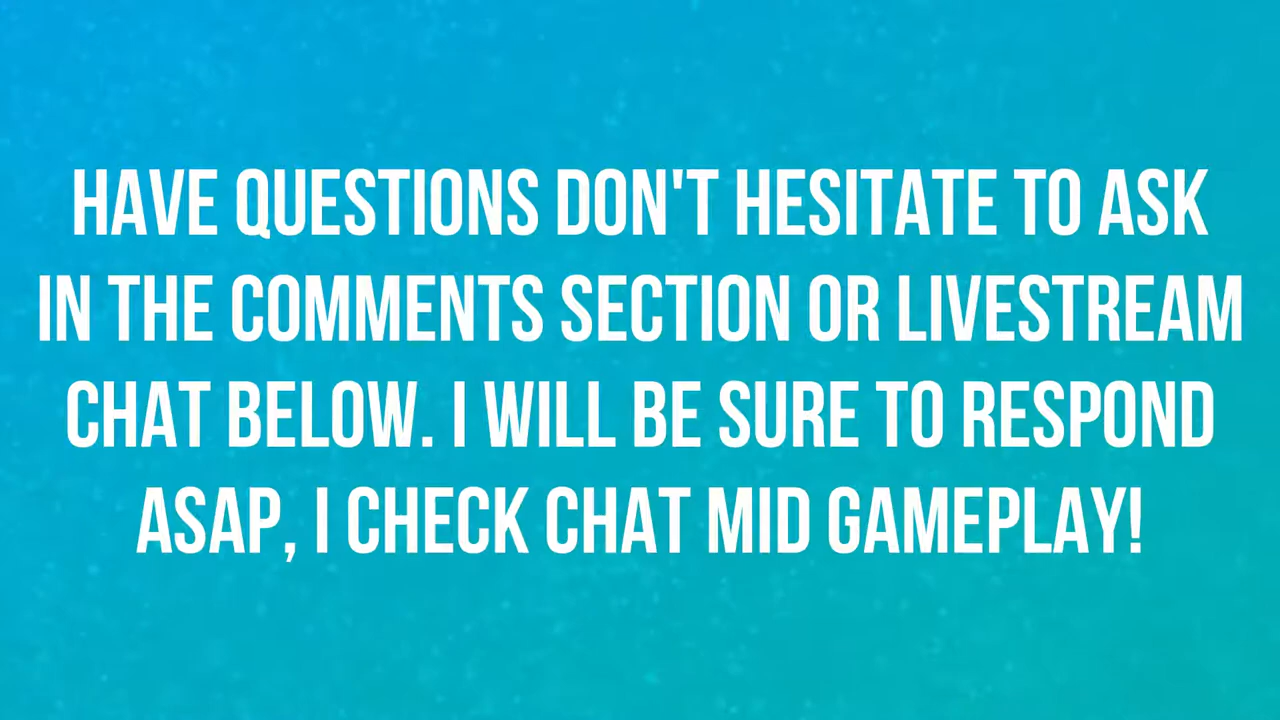 HAVE QUESTIONS DON'T HESITATE TO ASK
IN THE COMMENTS SECTION OR LIVESTREAM
CHAT BELOW. I WILL BE SURE TO RESPOND
ASAP, I CHECK CHAT MID GAMEPLAY!